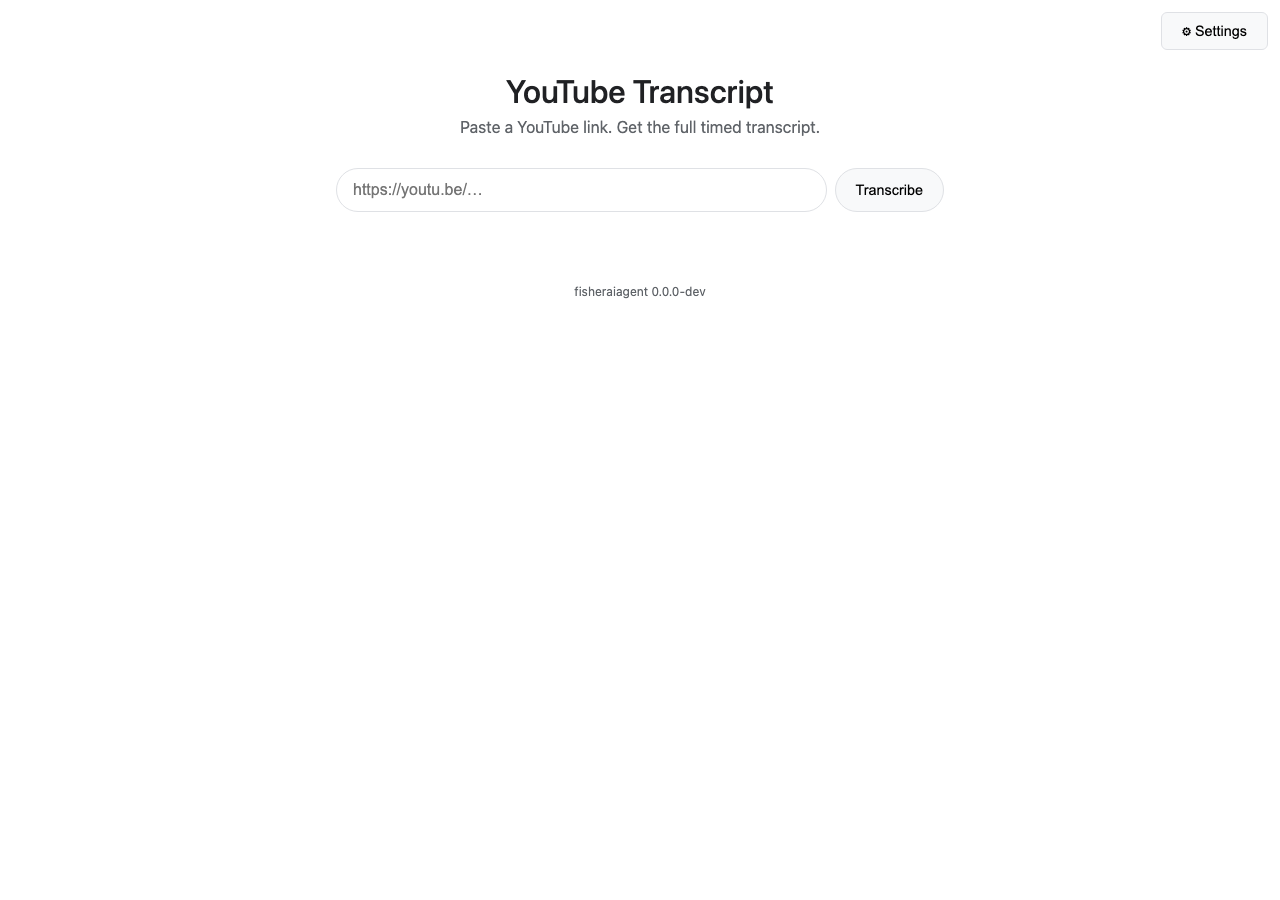 ⚙ Settings
YouTube Transcript
Paste a YouTube link. Get the full timed transcript.
https://youtu.be/…
Transcribe
fisheraiagent 0.0.0-dev